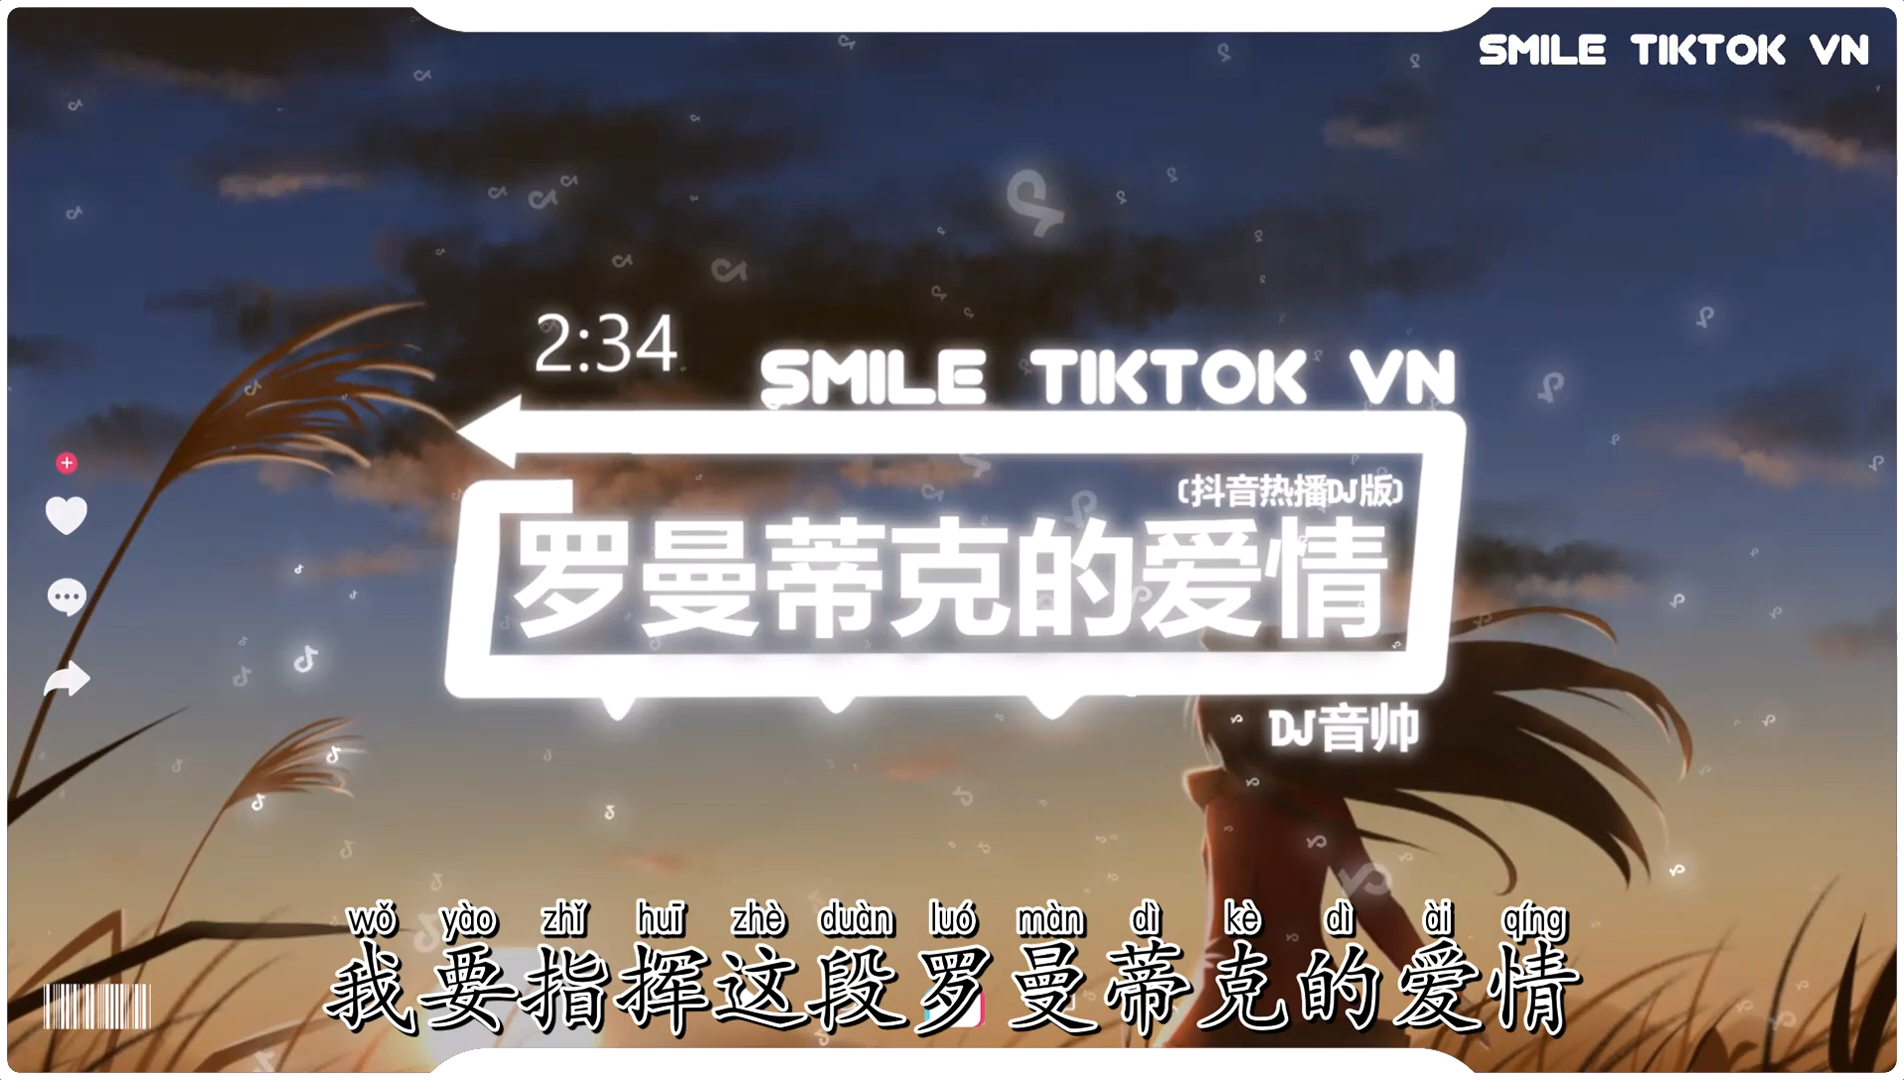 SMILE TIKTOK VN
2:34
SMILE TIKTOK VN
(抖音热播DJ版)
罗曼蒂克的爱情
DJ音帅
wǒ yào zhǐ huī zhè duàn luó màn dì kè dì ài qíng
我要指挥这段罗曼蒂克的爱情